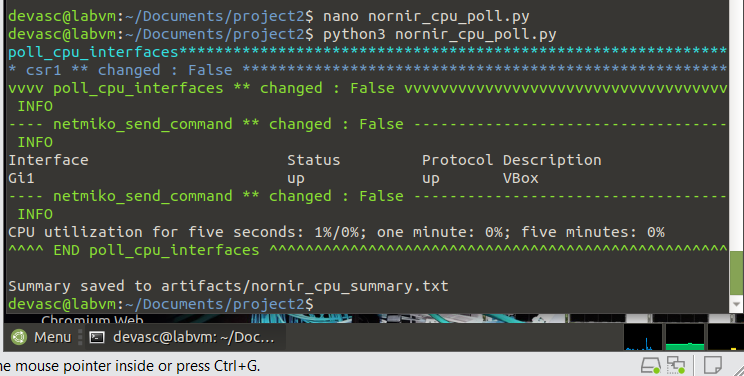 devasc@labvm:~/Documents/project2$ nano nornir_cpu_poll.py
devasc@labvm:~/Documents/project2$ python3 nornir_cpu_poll.py
poll_cpu_interfaces*************************************************************
* csr1 ** changed : False ******************************************************
vvvv poll_cpu_interfaces ** changed : False vvvvvvvvvvvvvvvvvvvvvvvvvvvvvvvvvvvv
 INFO
---- netmiko_send_command ** changed : False -----------------------------------
 INFO
Interface                      Status         Protocol Description
Gi1                            up             up       VBox
---- netmiko_send_command ** changed : False -----------------------------------
 INFO
CPU utilization for five seconds: 1%/0%; one minute: 0%; five minutes: 0%
^^^^ END poll_cpu_interfaces ^^^^^^^^^^^^^^^^^^^^^^^^^^^^^^^^^^^^^^^^^^^^^^^^^^^
Summary saved to artifacts/nornir_cpu_summary.txt
devasc@labvm:~/Documents/project2$
Chromium Web
Menu devasc@labvm: ~/Doc...
he mouse pointer inside or press Ctrl+G.